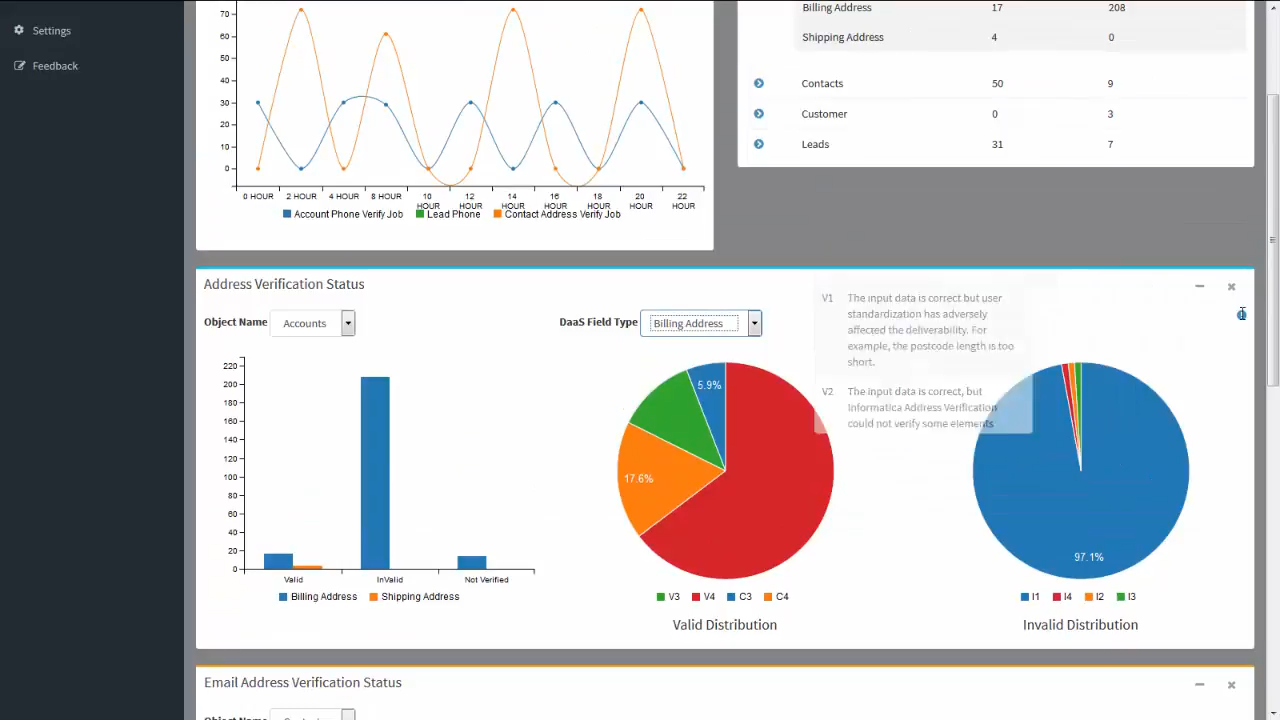 Settings
Feedback
70
60
50
40
30
20
10
0
0 HOUR 2 HOUR 4 HOUR 8 HOUR 10 HOUR 12 HOUR 14 HOUR 16 HOUR 18 HOUR 20 HOUR 22 HOUR
Account Phone Verify Job Lead Phone Contact Address Verify Job
Billing Address 17 208
Shipping Address 4 0
Contacts 50 9
Customer 0 3
Leads 31 7
Address Verification Status
Object Name Accounts
DaaS Field Type Billing Address
V1 The input data is correct but user
standardization has adversely
affected the deliverability. For
example, the postcode length is too
short.
V2 The input data is correct, but
Informatica Address Verification
could not verify some elements
220
200
180
160
140
120
100
80
60
40
20
0
Valid InValid Not Verified
Billing Address Shipping Address
5.9%
17.6%
V3 V4 C3 C4
Valid Distribution
97.1%
I1 I4 I2 I3
Invalid Distribution
Email Address Verification Status
Object Name